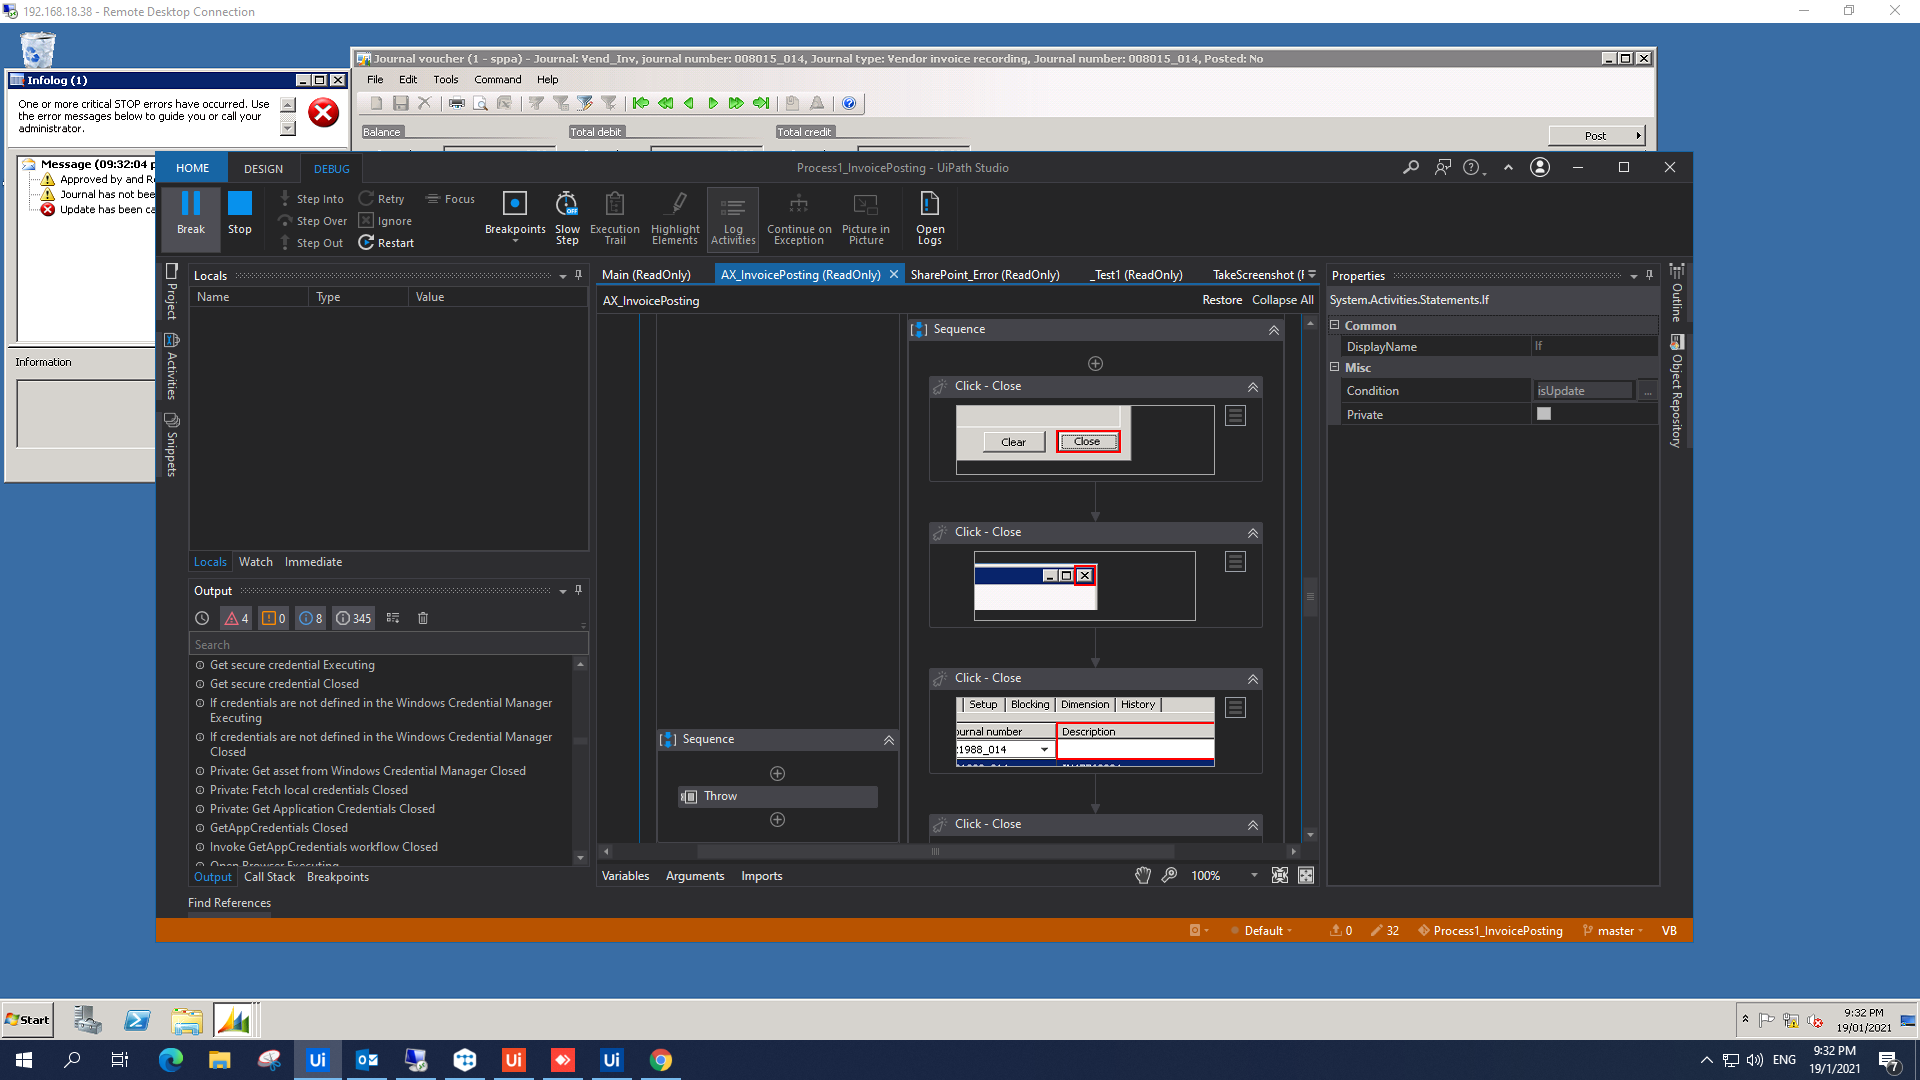 192.168.18.38 - Remote Desktop Connection
Journal voucher (1 - sppa) - Journal: Vend_Inv, journal number: 008015_014, Journal type: Vendor invoice recording, Journal number: 008015_014, Posted: No
File Edit Tools Command Help
Balance Total debit Total credit
Post
Infolog (1)
One or more critical STOP errors have occurred. Use
the error messages below to guide you or call your
administrator.
Message (09:32:04
Approved by and
Journal has not
Update has been
Information
HOME DESIGN DEBUG
Process1_InvoicePosting - UiPath Studio
Break
Stop
Step Into
Step Over
Step Out
Retry
Ignore
Restart
Focus
Breakpoints
Slow
Step
OFF
Execution
Trail
Highlight
Elements
Log
Activities
Continue on
Exception
Picture in
Picture
Open
Logs
Project
Activities
Snippets
Locals
Name Type Value
Locals Watch Immediate
Output
4 0 8 345
Search
Get secure credential Executing
Get secure credential Closed
If credentials are not defined in the Windows Credential Manager
Executing
If credentials are not defined in the Windows Credential Manager
Closed
Private: Get asset from Windows Credential Manager Closed
Private: Fetch local credentials Closed
Private: Get Application Credentials Closed
GetAppCredentials Closed
Invoke GetAppCredentials workflow Closed
Open Browser Executing
Output Call Stack Breakpoints
Find References
Main (ReadOnly) AX_InvoicePosting (ReadOnly) SharePoint_Error (ReadOnly) _Test1 (ReadOnly) TakeScreenshot (
AX_InvoicePosting
Restore Collapse All
Sequence
Click - Close
Clear Close
Click - Close
Click - Close
Setup Blocking Dimension History
ournal number Description
1988_014
Sequence
Throw
Click - Close
Variables Arguments Imports
100%
Properties
System.Activities.Statements.If
Common
DisplayName If
Misc
Condition isUpdate ...
Private
Outline
Object Repository
Default 0 32 Process1_InvoicePosting master VB
Start
9:32 PM
19/01/2021
Ui Ui Ui
ENG
9:32 PM
19/1/2021
7